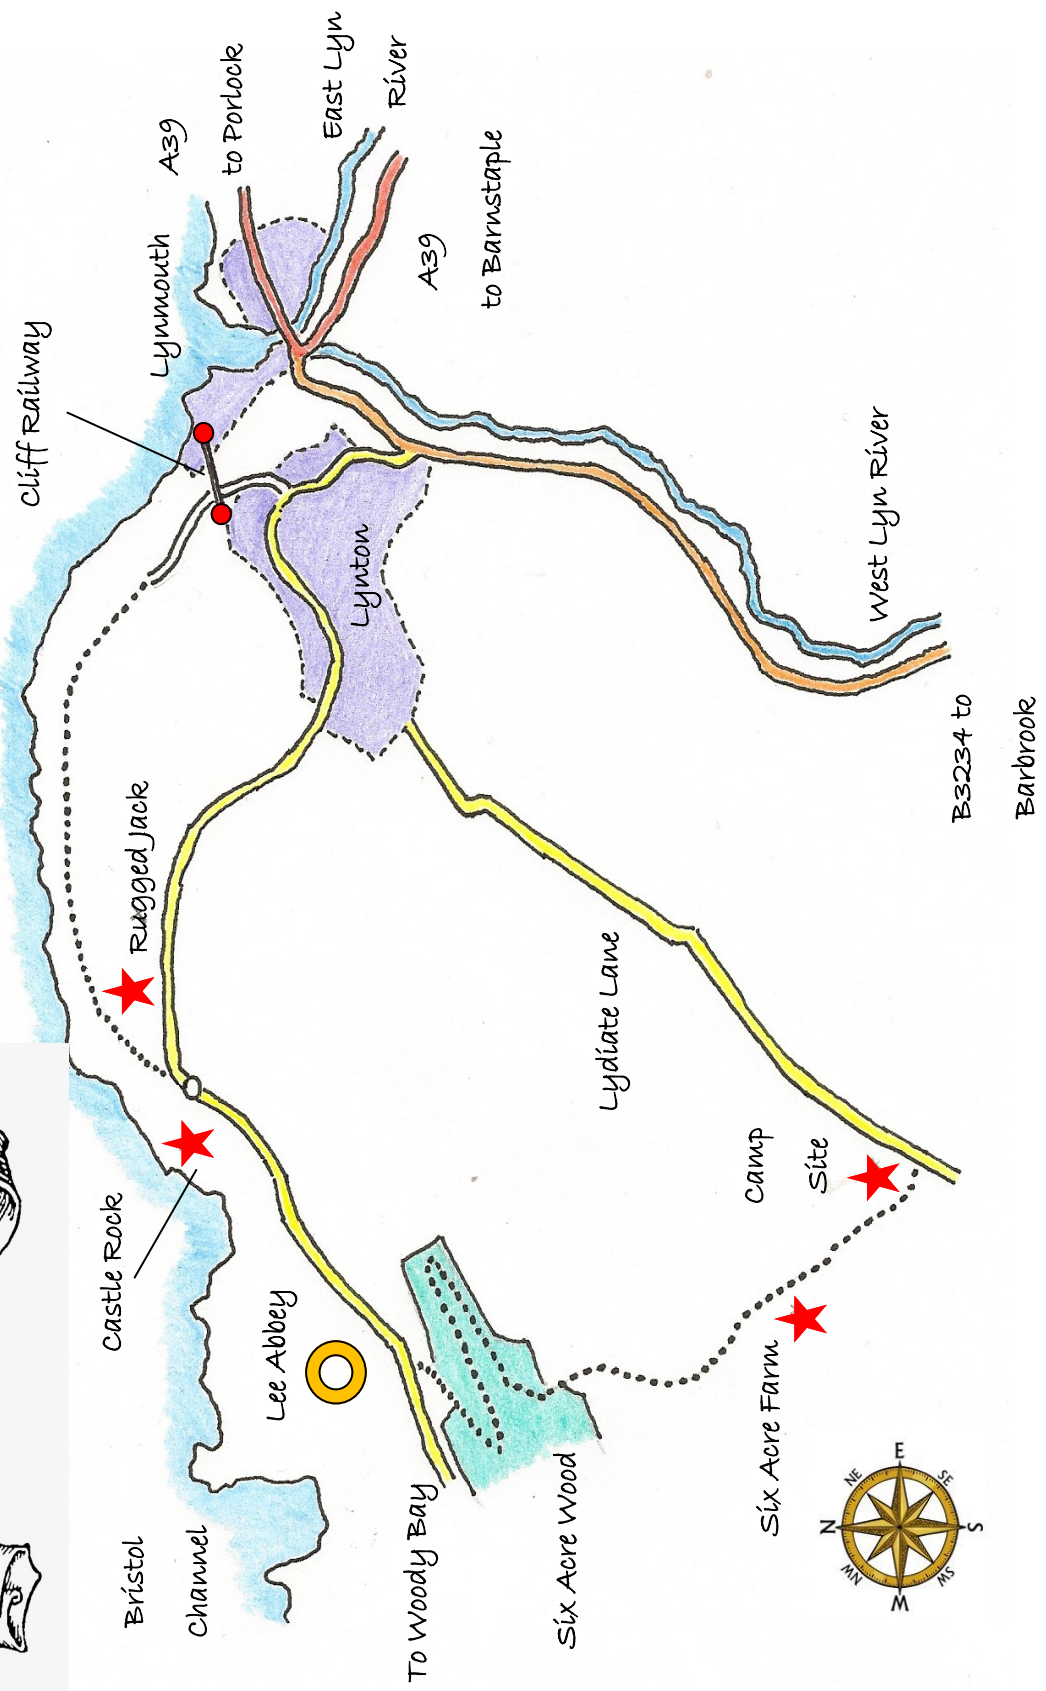 Bristol
Channel
Castle Rock
Rugged Jack
Cliff Railway
Lynmouth
A39
to Porlock
East Lyn
River
A39
to Barnstaple
Lynton
Lee Abbey
To Woody Bay
Six Acre Wood
Lydiate Lane
Camp
Site
Six Acre Farm
West Lyn River
B3234 to
Barbrook
N
NE
E
SE
S
SW
W
NW